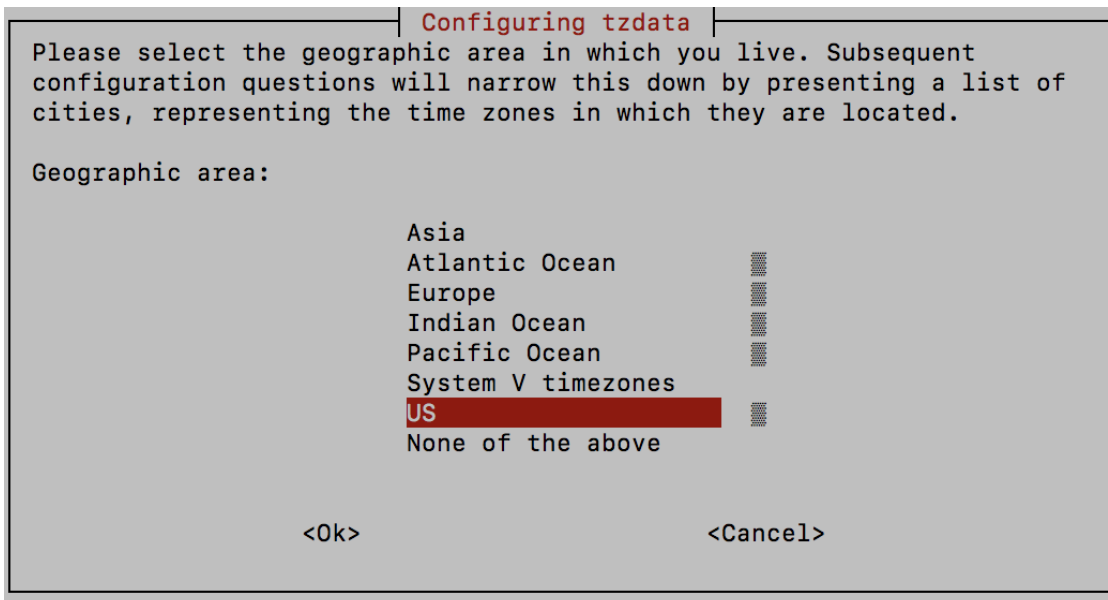 Configuring tzdata
Please select the geographic area in which you live. Subsequent
configuration questions will narrow this down by presenting a list of
cities, representing the time zones in which they are located.
Geographic area:
Asia
Atlantic Ocean
Europe
Indian Ocean
Pacific Ocean
System V timezones
US
None of the above
<Ok> <Cancel>